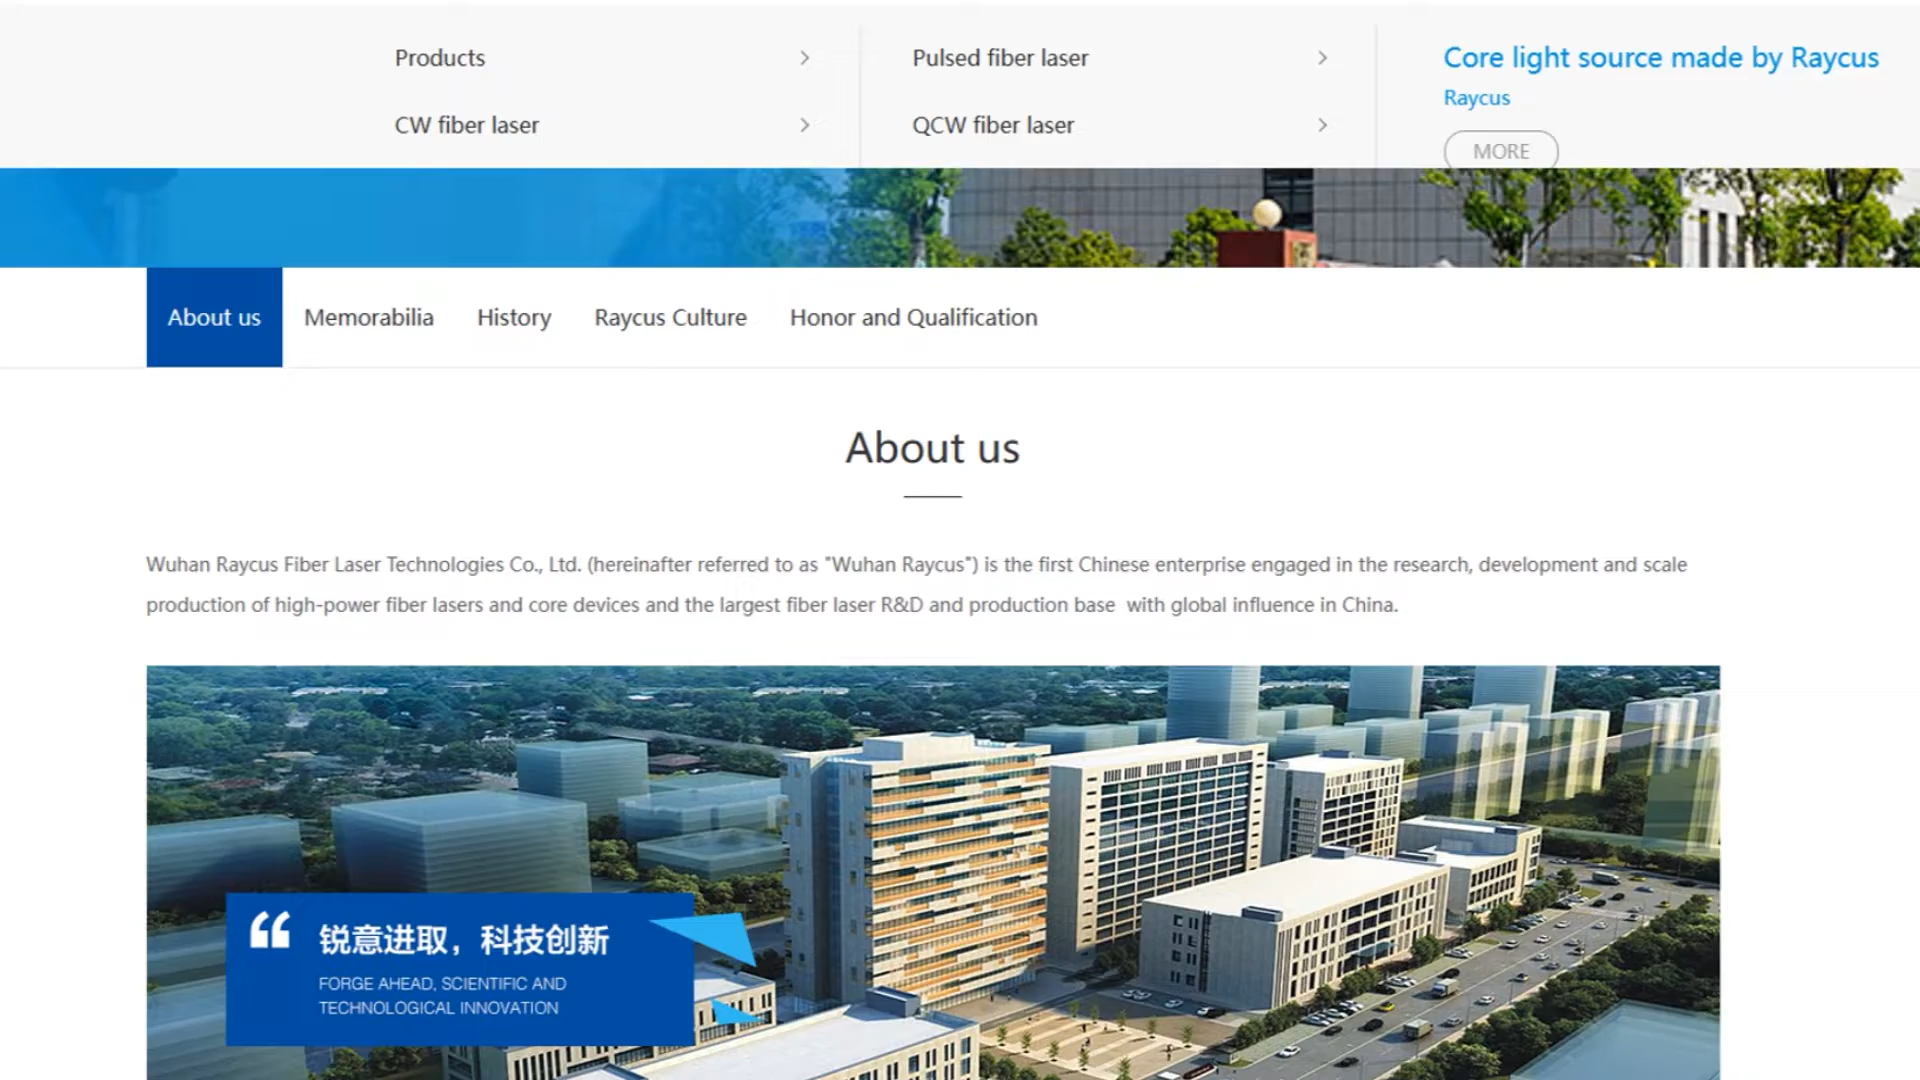 Products
Pulsed fiber laser
Core light source made by Raycus
Raycus
CW fiber laser
QCW fiber laser
MORE
About us
Memorabilia
History
Raycus Culture
Honor and Qualification
About us
Wuhan Raycus Fiber Laser Technologies Co., Ltd. (hereinafter referred to as "Wuhan Raycus") is the first Chinese enterprise engaged in the research, development and scale
production of high-power fiber lasers and core devices and the largest fiber laser R&D and production base with global influence in China.
“ 锐意进取，科技创新
FORGE AHEAD, SCIENTIFIC AND
TECHNOLOGICAL INNOVATION